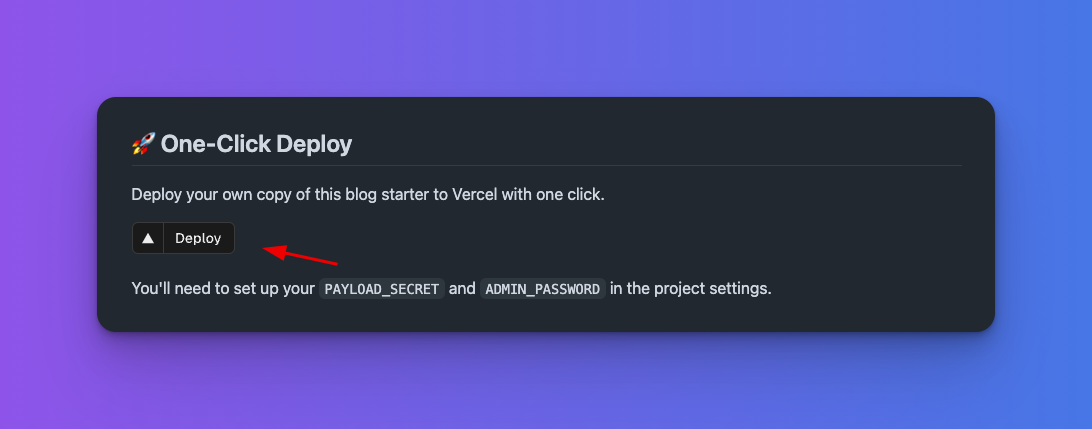 🚀 One-Click Deploy
Deploy your own copy of this blog starter to Vercel with one click.
▲ Deploy
You'll need to set up your PAYLOAD_SECRET and ADMIN_PASSWORD in the project settings.